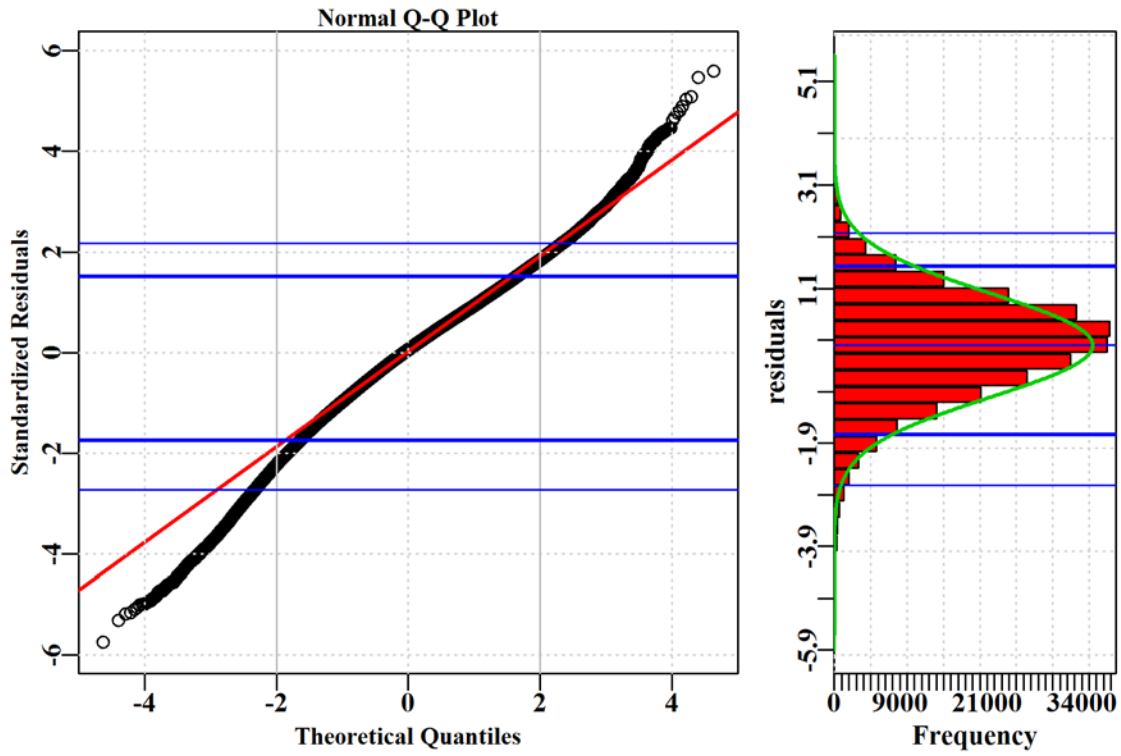 Normal Q-Q Plot
Standardized Residuals
6
4
2
0
-2
-4
-6
-4 -2 0 2 4
Theoretical Quantiles
residuals
5.1
3.1
1.1
-1.9
-3.9
-5.9
0 9000 21000 34000
Frequency